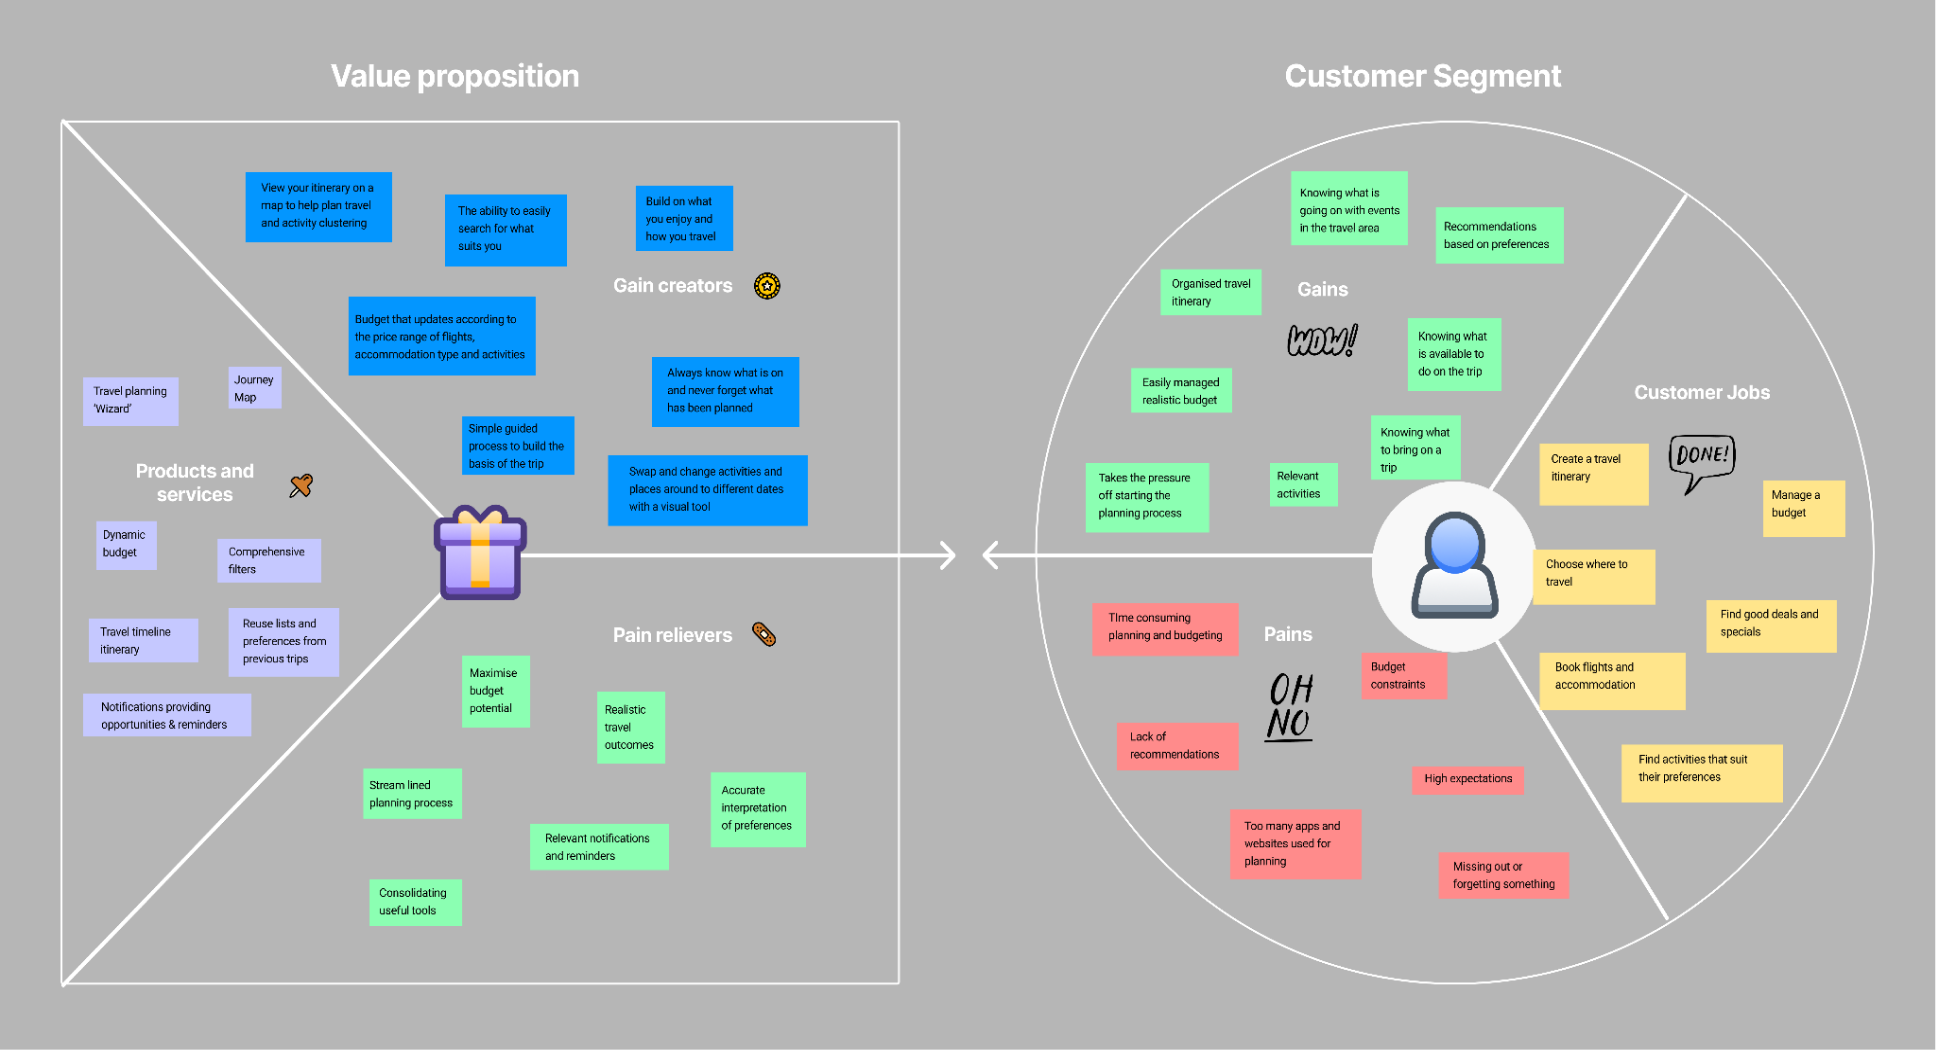 Value proposition
Customer Segment
View your itinerary on a
map to help plan travel
and activity clustering
The ability to easily
search for what
suits you
Build on what
you enjoy and
how you travel
Gain creators
Budget that updates according to
the price range of flights,
accommodation type and activities
Always know what is on
and never forget what
has been planned
Simple guided
process to build the
basis of the trip
Swap and change activities and
places around to different dates
with a visual tool
Travel planning
‘Wizard’
Journey
Map
Products and
services
Dynamic
budget
Comprehensive
filters
Travel timeline
itinerary
Reuse lists and
preferences from
previous trips
Notifications providing
opportunities & reminders
Pain relievers
Maximise
budget
potential
Realistic
travel
outcomes
Stream lined
planning process
Accurate
interpretation
of preferences
Relevant notifications
and reminders
Consolidating
useful tools
Knowing what is
going on with events
in the travel area
Recommendations
based on preferences
Organised travel
itinerary
Gains
WOW!
Knowing what
is available to
do on the trip
Easily managed
realistic budget
Knowing what
to bring on a
trip
Takes the pressure
off starting the
planning process
Relevant
activities
Customer Jobs
DONE!
Create a travel
itinerary
Manage a
budget
Choose where to
travel
Find good deals and
specials
Book flights and
accommodation
Find activities that suit
their preferences
TIme consuming
planning and budgeting
Pains
OH
NO
Budget
constraints
Lack of
recommendations
High expectations
Too many apps and
websites used for
planning
Missing out or
forgetting something